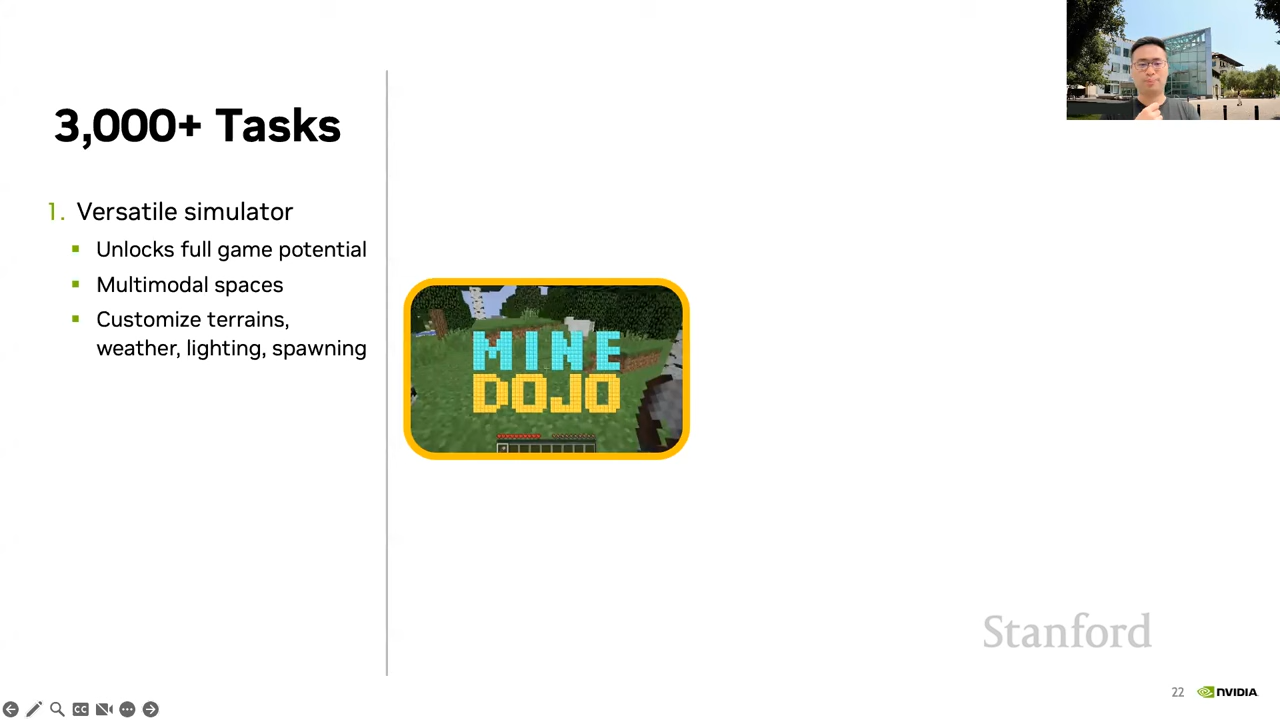 3,000+ Tasks
1. Versatile simulator
▪ Unlocks full game potential
▪ Multimodal spaces
▪ Customize terrains,
weather, lighting, spawning
MINE
DOJO
Stanford
22
NVIDIA
CC